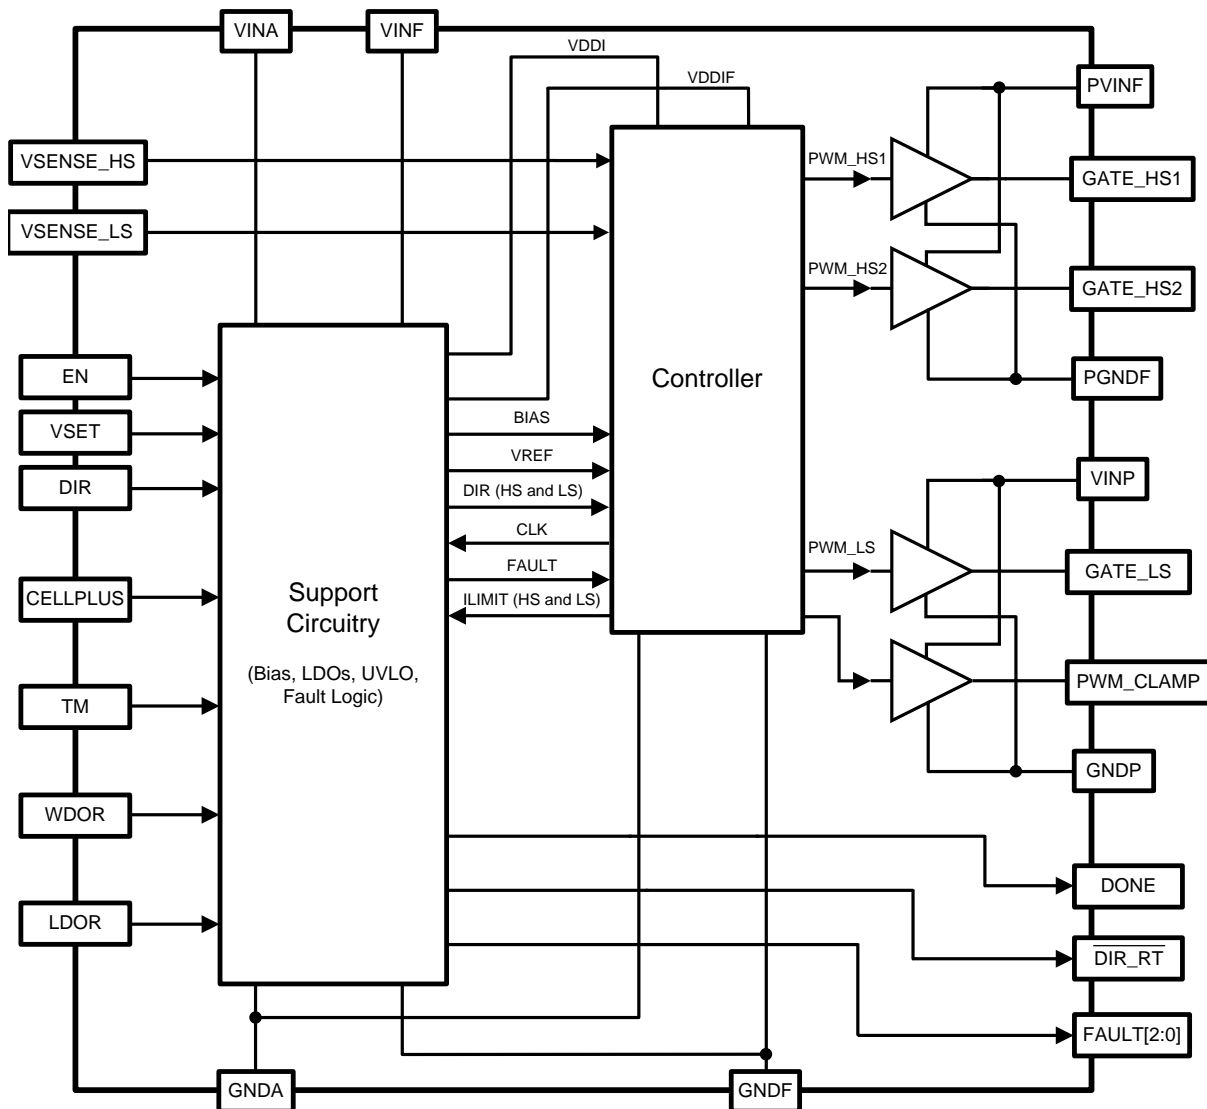 VINA
VINF
VDDI
VDDIF
PVINF
VSENSE_HS
PWM_HS1
GATE_HS1
VSENSE_LS
PWM_HS2
GATE_HS2
EN
Controller
PGNDF
VSET
BIAS
VREF
DIR
DIR (HS and LS)
VINP
CLK
PWM_LS
FAULT
GATE_LS
CELLPLUS
ILIMIT (HS and LS)
Support
Circuitry
(Bias, LDOs, UVLO,
Fault Logic)
PWM_CLAMP
TM
GNDP
WDOR
DONE
LDOR
DIR_RT
FAULT[2:0]
GNDA
GNDF